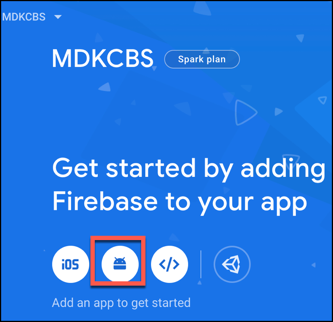 MDKCBS
MDKCBS Spark plan
Get started by adding
Firebase to your app
iOS </>
Add an app to get started